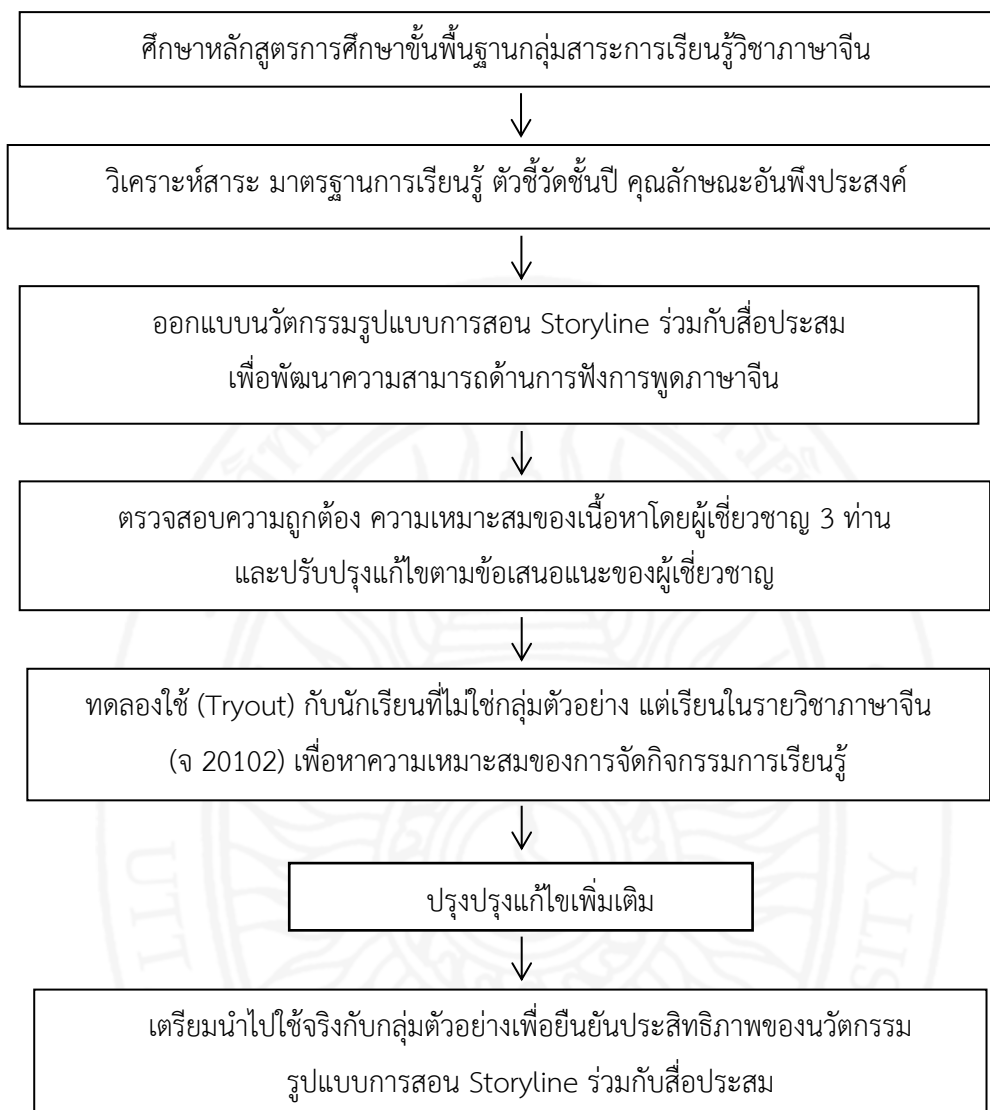 ศึกษาหลักสูตรการศึกษาขั้นพื้นฐานกลุ่มสาระการเรียนรู้วิชาภาษาจีน
วิเคราะห์สาระ มาตรฐานการเรียนรู้ ตัวชี้วัดชั้นปี คุณลักษณะอันพึงประสงค์
ออกแบบนวัตกรรมรูปแบบการสอน Storyline ร่วมกับสื่อประสม
เพื่อพัฒนาความสามารถด้านการฟังการพูดภาษาจีน
ตรวจสอบความถูกต้อง ความเหมาะสมของเนื้อหาโดยผู้เชี่ยวชาญ 3 ท่าน
และปรับปรุงแก้ไขตามข้อเสนอแนะของผู้เชี่ยวชาญ
ทดลองใช้ (Tryout) กับนักเรียนที่ไม่ใช่กลุ่มตัวอย่าง แต่เรียนในรายวิชาภาษาจีน
(จ 20102) เพื่อหาความเหมาะสมของการจัดกิจกรรมการเรียนรู้
ปรุงปรุงแก้ไขเพิ่มเติม
เตรียมนำไปใช้จริงกับกลุ่มตัวอย่างเพื่อยืนยันประสิทธิภาพของนวัตกรรม
รูปแบบการสอน Storyline ร่วมกับสื่อประสม